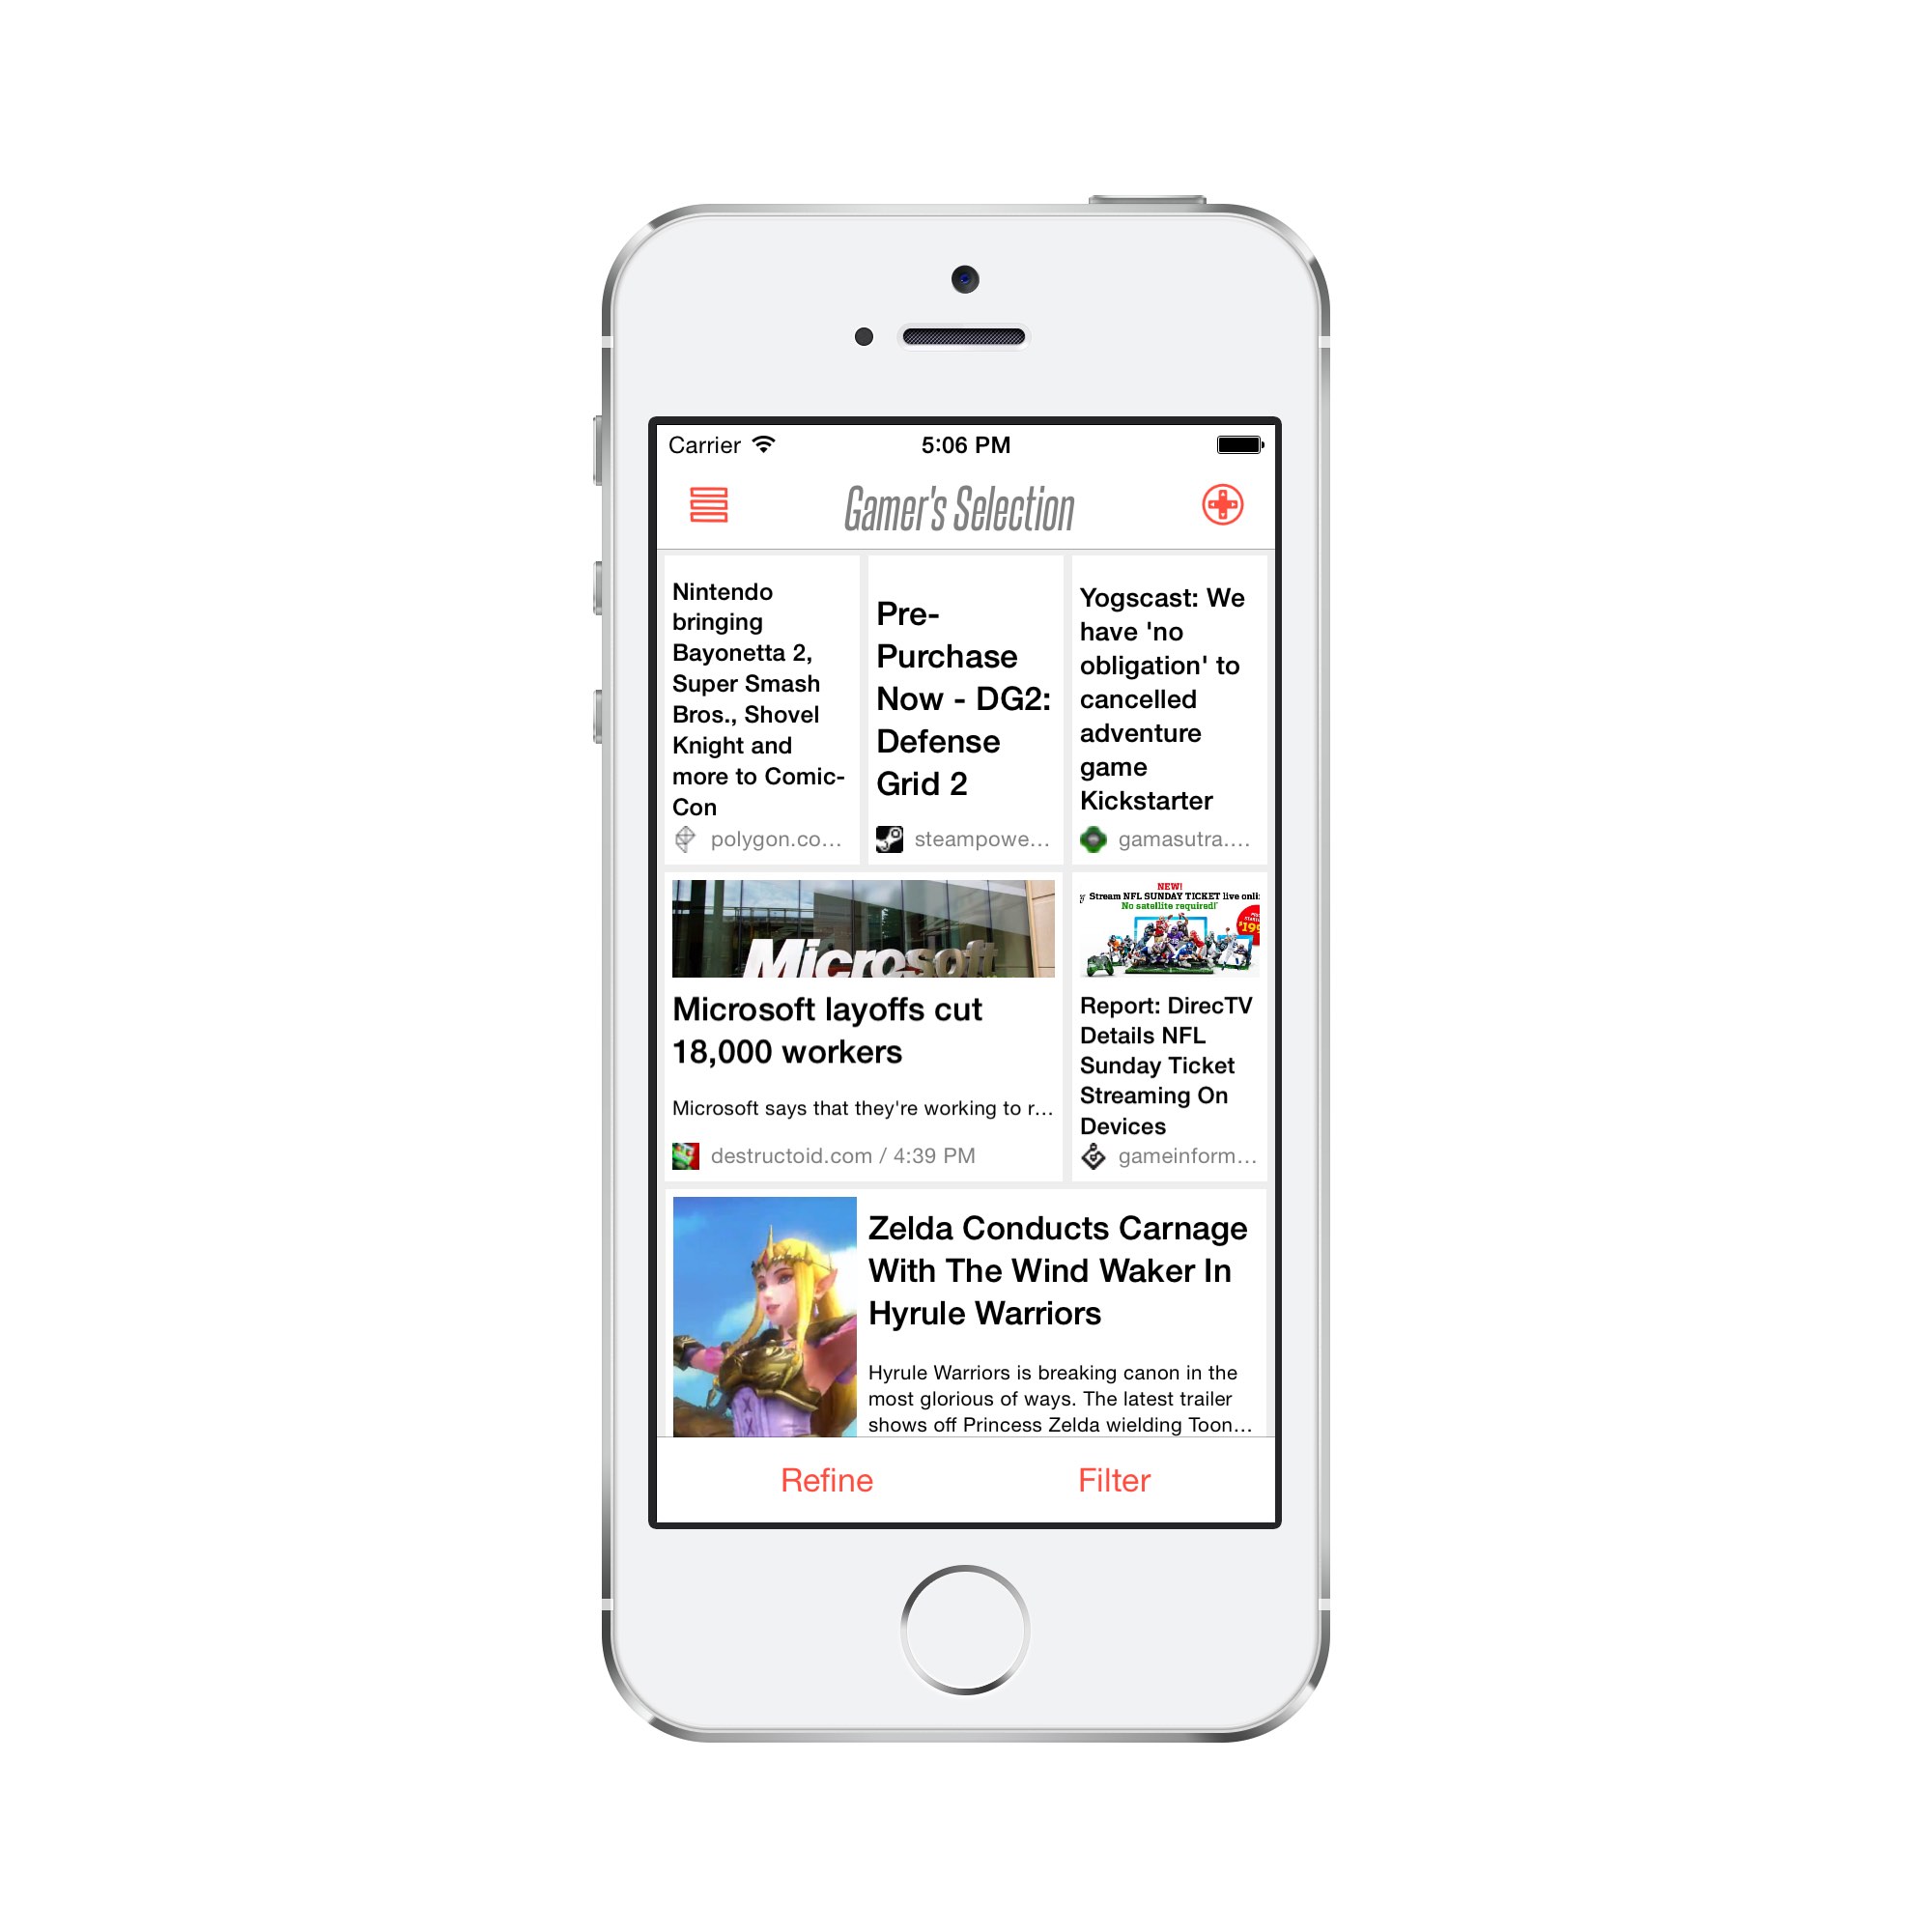 Carrier 5:06 PM
Gamer's Selection
Nintendo
bringing
Bayonetta 2,
Super Smash
Bros., Shovel
Knight and
more to Comic-
Con
polygon.co...
Pre-
Purchase
Now - DG2:
Defense
Grid 2
steampowe...
Yogscast: We
have 'no
obligation' to
cancelled
adventure
game
Kickstarter
gamasutra....
Microsoft
Microsoft layoffs cut
18,000 workers
Microsoft says that they're working to r...
destructoid.com / 4:39 PM
NEW!
y Stream NFL SUNDAY TICKET live onli
No satellite required!
Report: DirecTV
Details NFL
Sunday Ticket
Streaming On
Devices
gameinform...
Zelda Conducts Carnage
With The Wind Waker In
Hyrule Warriors
Hyrule Warriors is breaking canon in the
most glorious of ways. The latest trailer
shows off Princess Zelda wielding Toon...
Refine Filter